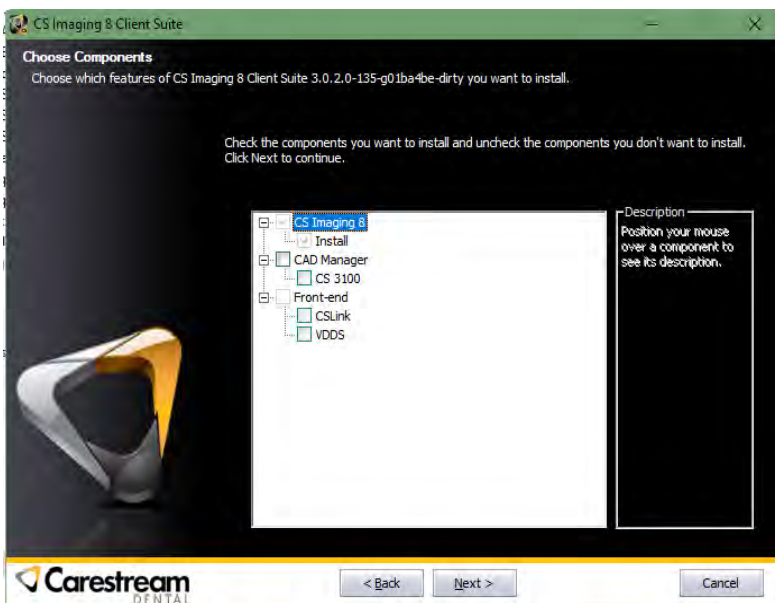 CS Imaging 8 Client Suite
Choose Components
Choose which features of CS Imaging 8 Client Suite 3.0.2.0-135-g01ba4be-dirty you want to install.
Check the components you want to install and uncheck the components you don't want to install.
Click Next to continue.
CS Imaging 8
Install
CAD Manager
CS 3100
Front-end
CSLink
VDDS
Description
Position your mouse
over a component to
see its description.
Carestream
DENTAL
< Back
Next >
Cancel